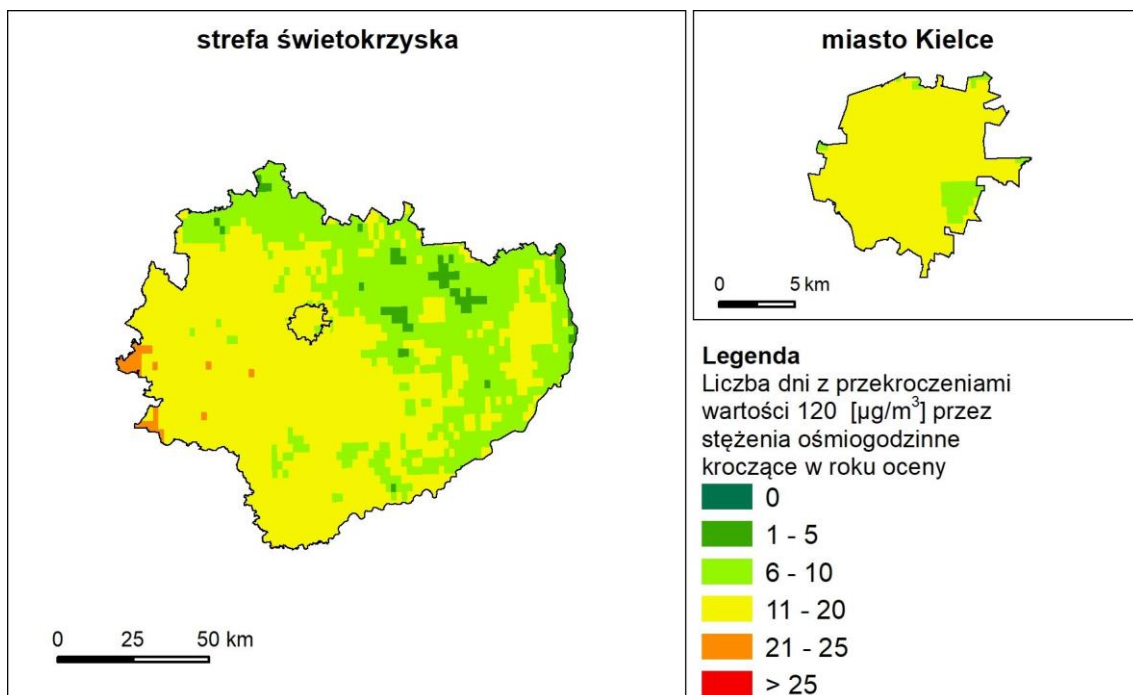 strefa świetokrzyska
0 25 50 km
miasto Kielce
0 5 km
Legenda
Liczba dni z przekroczeniami
wartości 120 [µg/m³] przez
stężenia ośmiogodzinne
kroczące w roku oceny
0
1 - 5
6 - 10
11 - 20
21 - 25
> 25